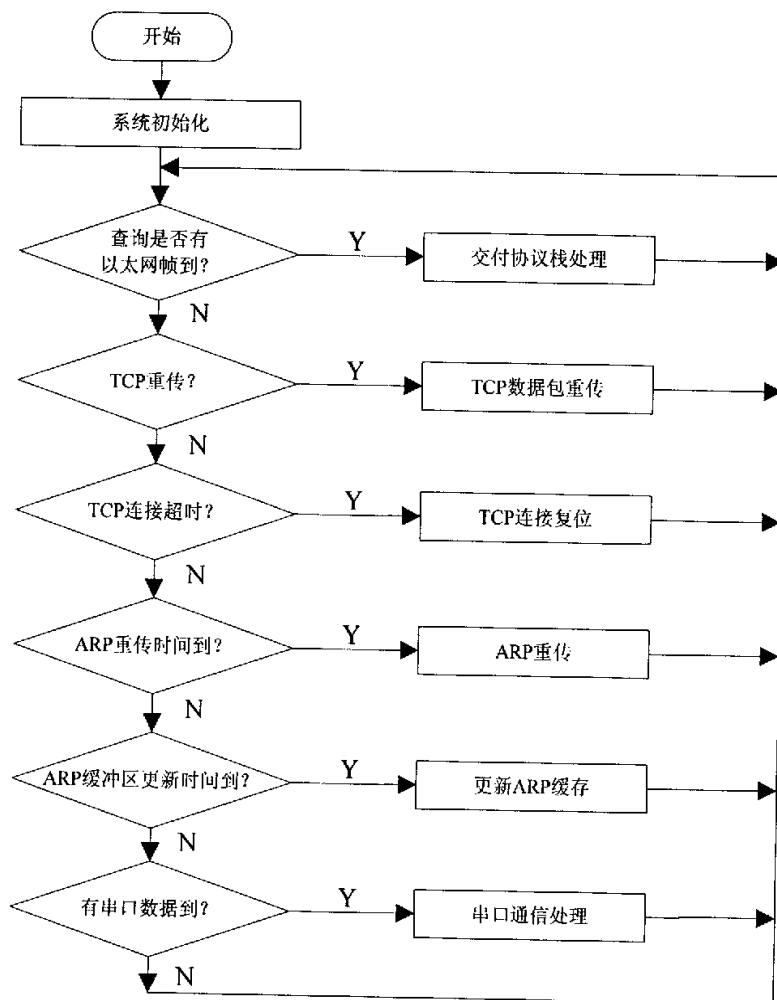 开始
系统初始化
查询是否有
以太网帧到？
Y
交付协议栈处理
N
TCP重传？
Y
TCP数据包重传
N
TCP连接超时？
Y
TCP连接复位
N
ARP重传时间到？
Y
ARP重传
N
ARP缓冲区更新时间到？
Y
更新ARP缓存
N
有串口数据到？
Y
串口通信处理
N